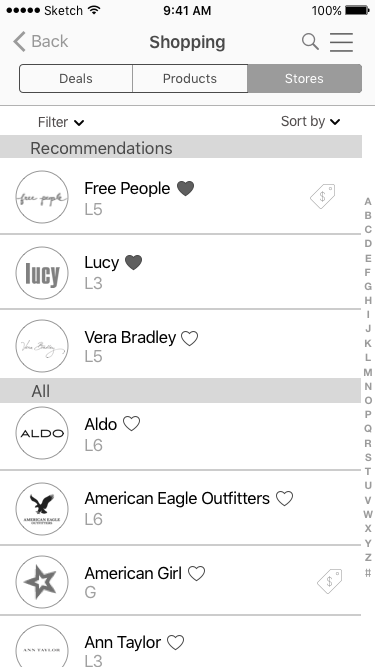 Sketch 9:41 AM 100%
Back Shopping
Deals Products Stores
Filter Sort by
Recommendations
free people
Free People
L5
lucy
Lucy
L3
Vera Bradley
Vera Bradley
L5
All
ALDO
Aldo
L6
AMERICAN EAGLE
OUTFITTERS
American Eagle Outfitters
L6
American Girl
G
$
ANN TAYLOR
Ann Taylor
L3
$
A
B
C
D
E
F
G
H
I
J
K
L
M
N
O
P
Q
R
S
T
U
V
W
X
Y
Z
#